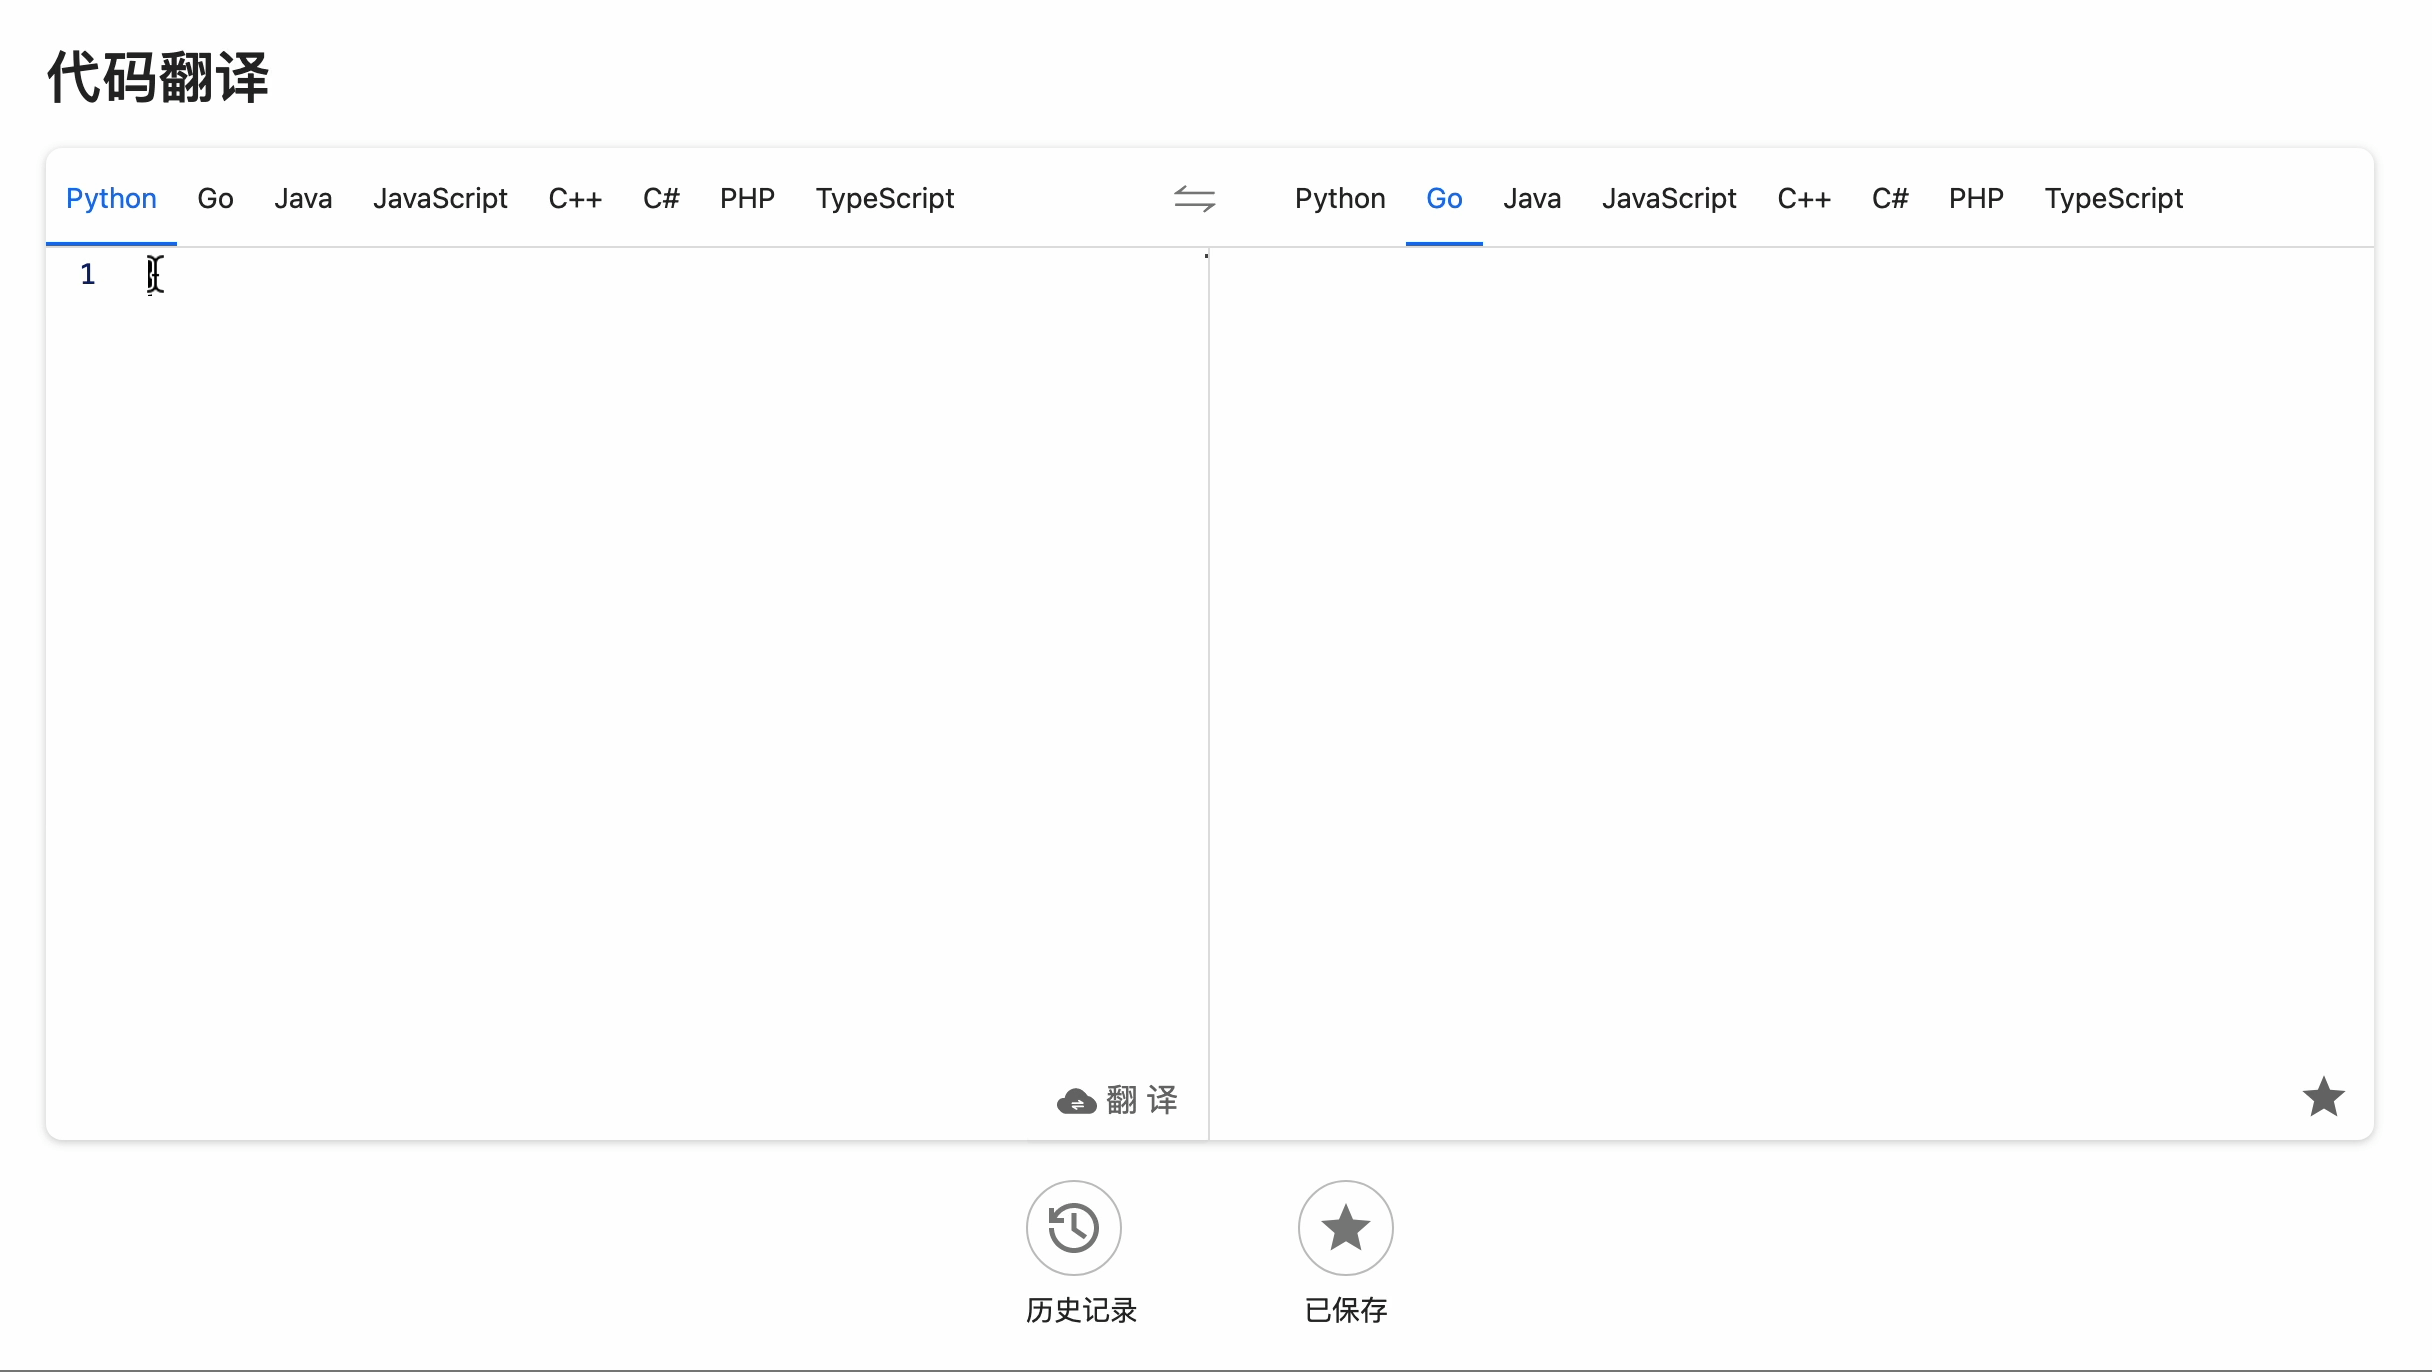 代码翻译
Python Go Java JavaScript C++ C# PHP TypeScript Python Go Java JavaScript C++ C# PHP TypeScript
1
翻 译
历史记录 已保存